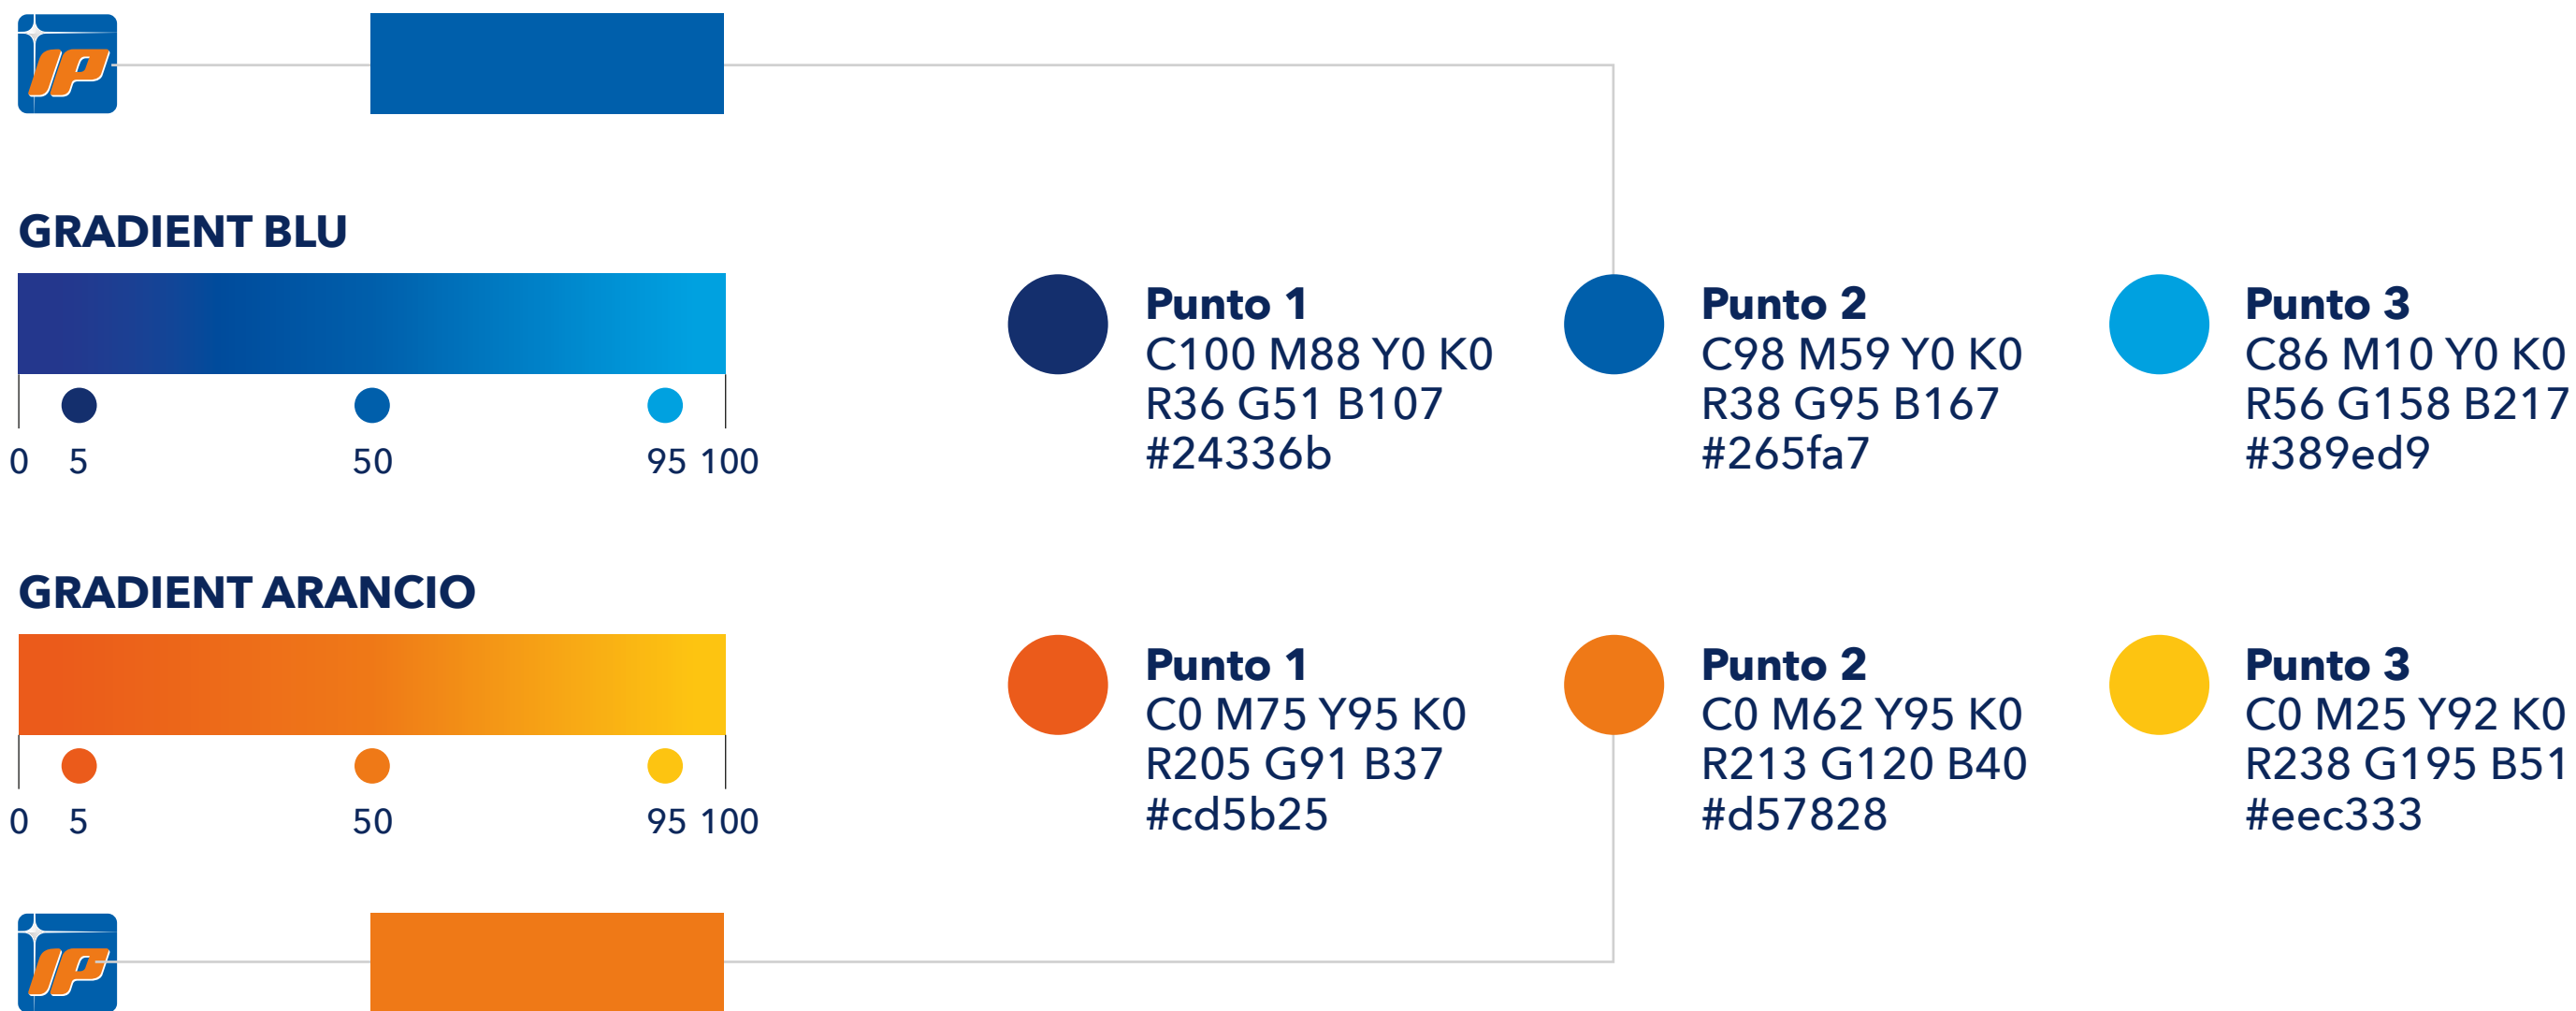 IP
GRADIENT BLU
0 5 50 95 100
Punto 1
C100 M88 Y0 K0
R36 G51 B107
#24336b
Punto 2
C98 M59 Y0 K0
R38 G95 B167
#265fa7
Punto 3
C86 M10 Y0 K0
R56 G158 B217
#389ed9
GRADIENT ARANCIO
0 5 50 95 100
Punto 1
C0 M75 Y95 K0
R205 G91 B37
#cd5b25
Punto 2
C0 M62 Y95 K0
R213 G120 B40
#d57828
Punto 3
C0 M25 Y92 K0
R238 G195 B51
#eec333
IP